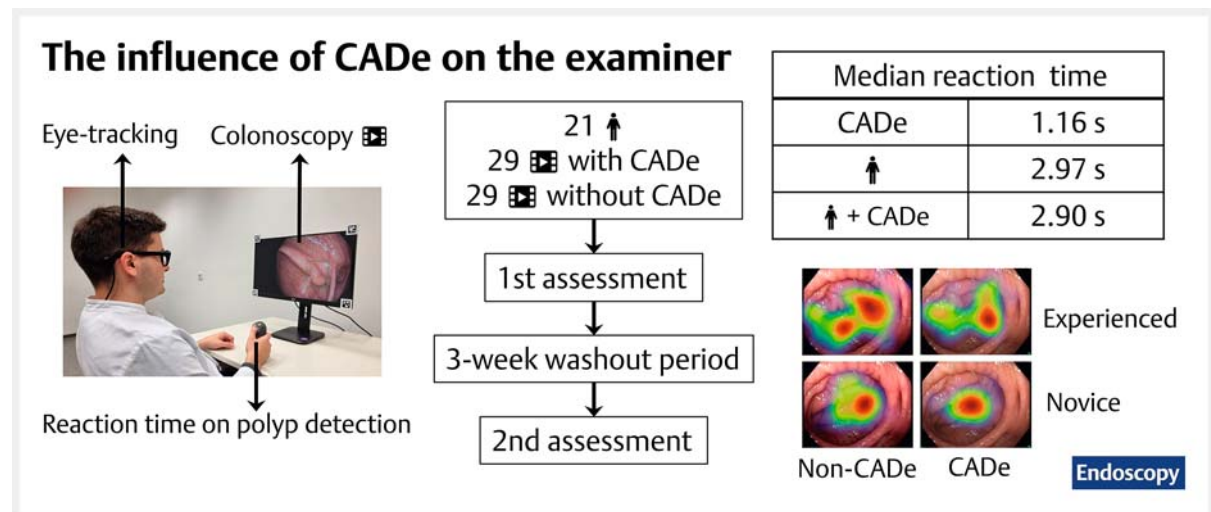 The influence of CADe on the examiner
Eye-tracking
Colonoscopy
Reaction time on polyp detection
21
29 with CADe
29 without CADe
1st assessment
3-week washout period
2nd assessment
Median reaction time
CADe 1.16 s
2.97 s
+ CADe 2.90 s
Experienced
Novice
Non-CADe CADe
Endoscopy